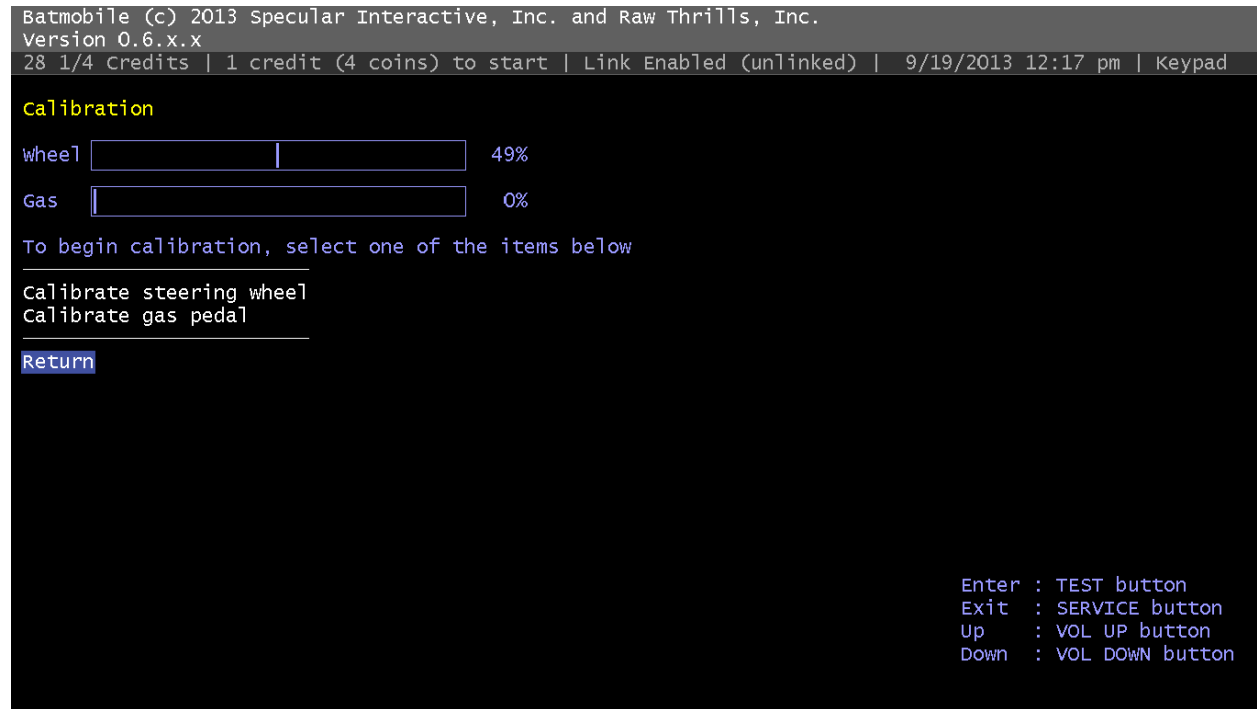 Batmobile (c) 2013 Specular Interactive, Inc. and Raw Thrills, Inc.
Version 0.6.x.x
28 1/4 Credits | 1 credit (4 coins) to start | Link Enabled (unlinked) | 9/19/2013 12:17 pm | Keypad
Calibration
Wheel 49%
Gas 0%
To begin calibration, select one of the items below
Calibrate steering wheel
Calibrate gas pedal
Return
Enter : TEST button
Exit : SERVICE button
Up : VOL UP button
Down : VOL DOWN button